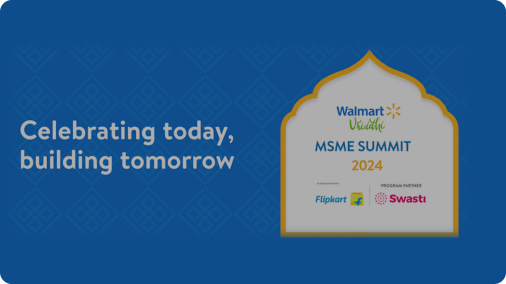 Celebrating today,
building tomorrow
Walmart
Vriddhi
MSME SUMMIT
2024
PROGRAM PARTNER
Flipkart
Swasti